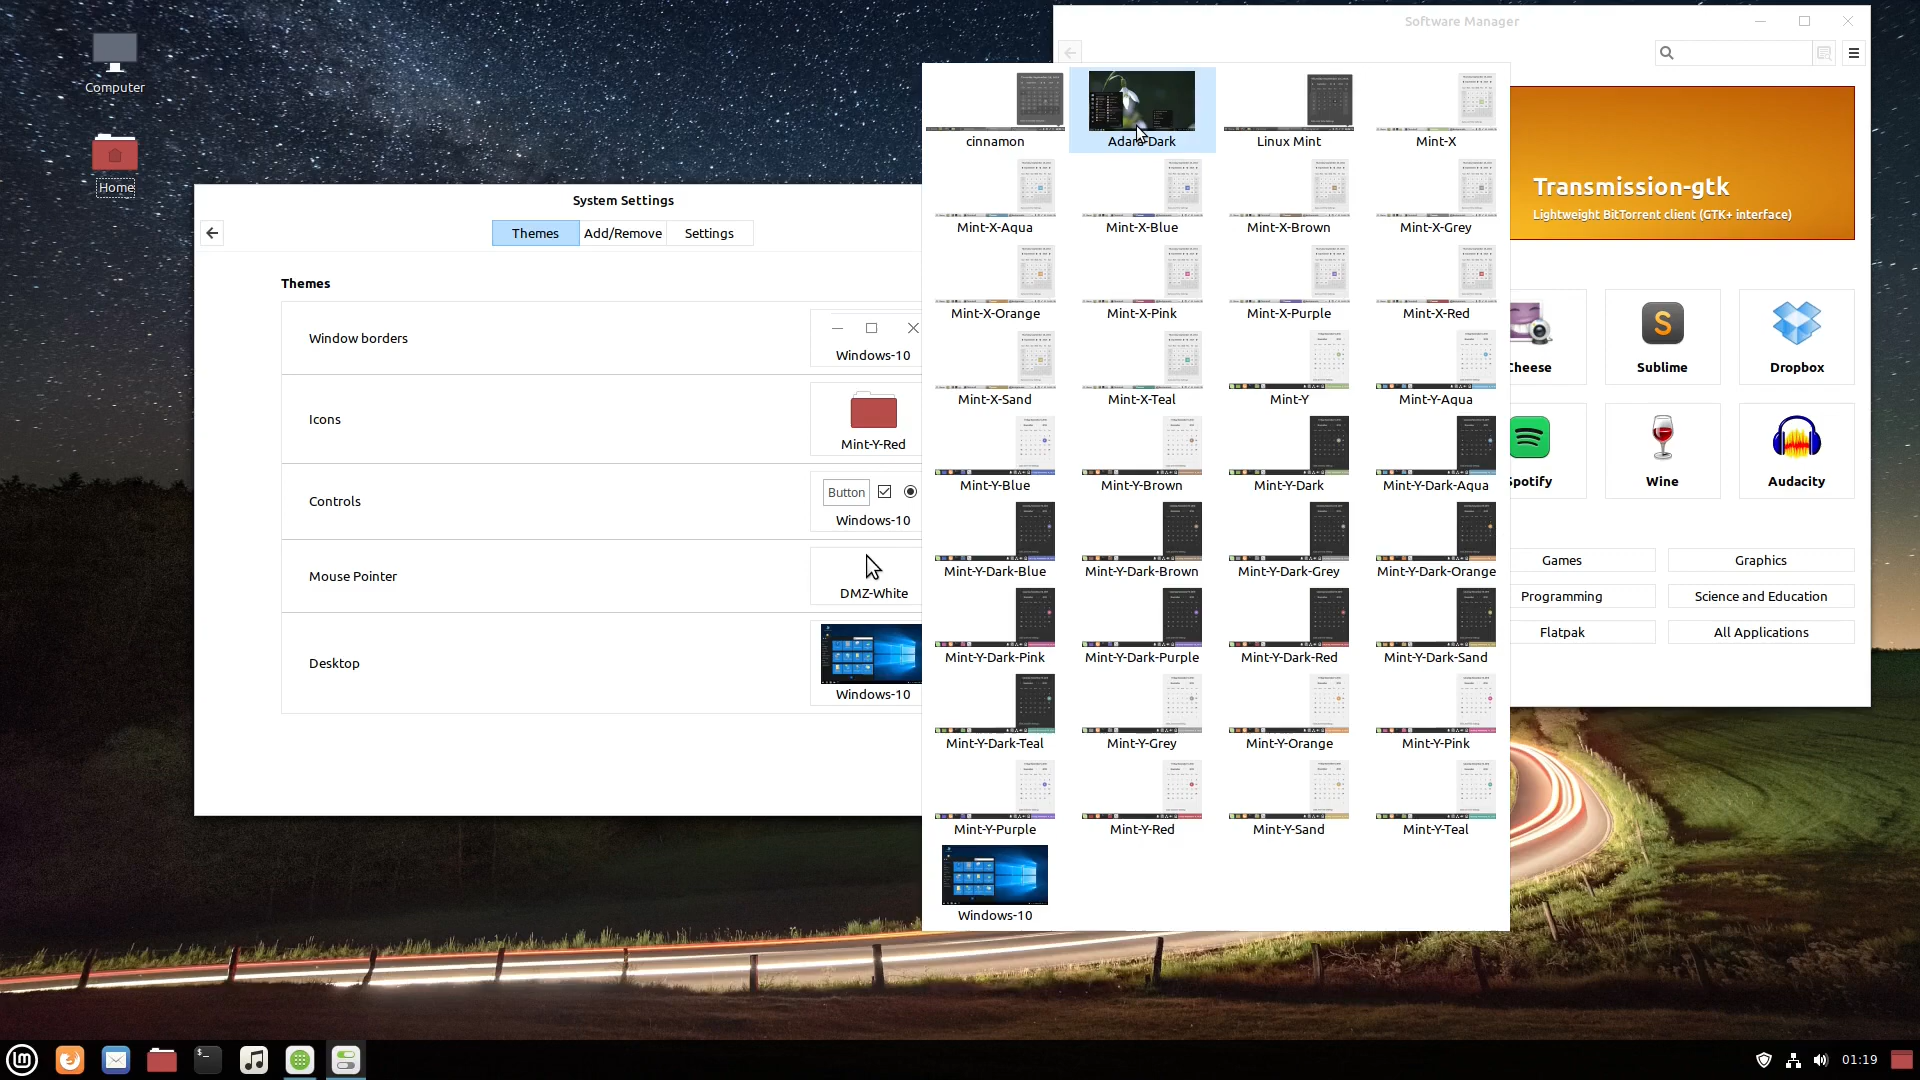 Computer
Home
System Settings
Themes
Add/Remove
Settings
Themes
Window borders
Windows-10
Icons
Mint-Y-Red
Controls
Button
Windows-10
Mouse Pointer
DMZ-White
Desktop
Windows-10
cinnamon
Adara-Dark
Linux Mint
Mint-X
Mint-X-Aqua
Mint-X-Blue
Mint-X-Brown
Mint-X-Grey
Mint-X-Orange
Mint-X-Pink
Mint-X-Purple
Mint-X-Red
Mint-X-Sand
Mint-X-Teal
Mint-Y
Mint-Y-Aqua
Mint-Y-Blue
Mint-Y-Brown
Mint-Y-Dark
Mint-Y-Dark-Aqua
Mint-Y-Dark-Blue
Mint-Y-Dark-Brown
Mint-Y-Dark-Grey
Mint-Y-Dark-Orange
Mint-Y-Dark-Pink
Mint-Y-Dark-Purple
Mint-Y-Dark-Red
Mint-Y-Dark-Sand
Mint-Y-Dark-Teal
Mint-Y-Grey
Mint-Y-Orange
Mint-Y-Pink
Mint-Y-Purple
Mint-Y-Red
Mint-Y-Sand
Mint-Y-Teal
Windows-10
Software Manager
Transmission-gtk
Lightweight BitTorrent client (GTK+ interface)
Cheese
Sublime
Dropbox
Spotify
Wine
Audacity
Games
Graphics
Programming
Science and Education
Flatpak
All Applications
01:19